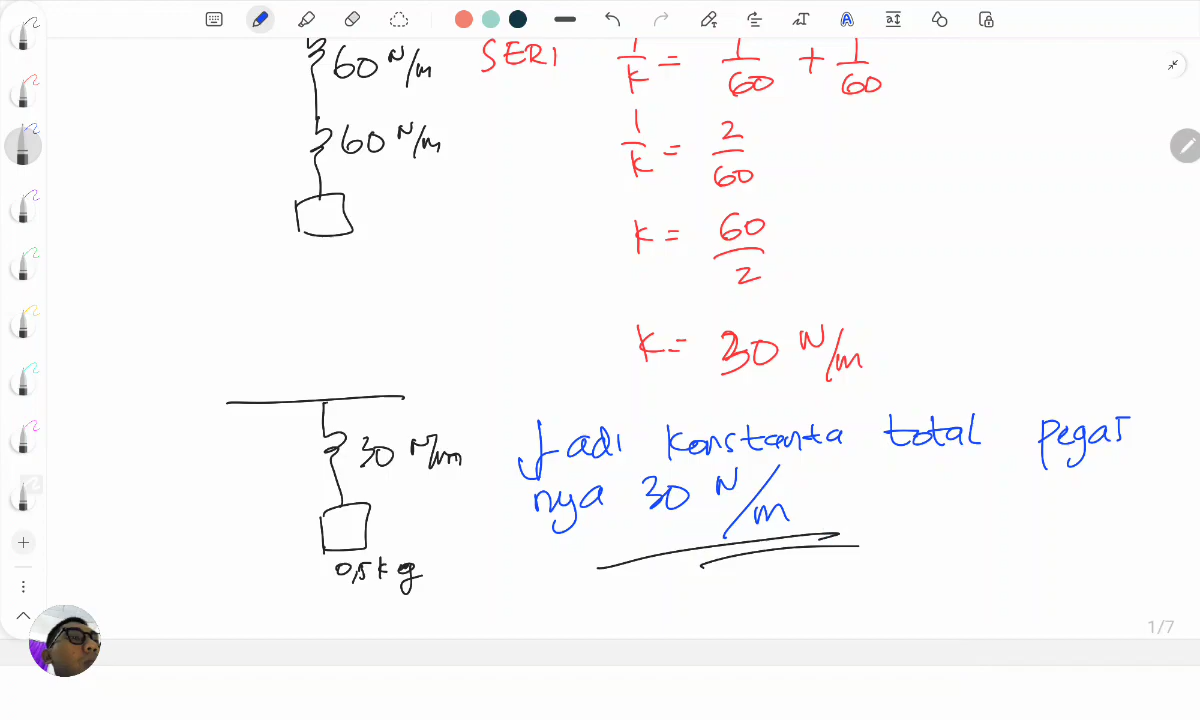 60 N/m
SERI
1/k = 1/60 + 1/60
60 N/m
1/k = 2/60
k = 60/2
k = 30 N/m
30 N/m
Jadi konstanta total pegas
nya 30 N/m
0,5 kg
1/7